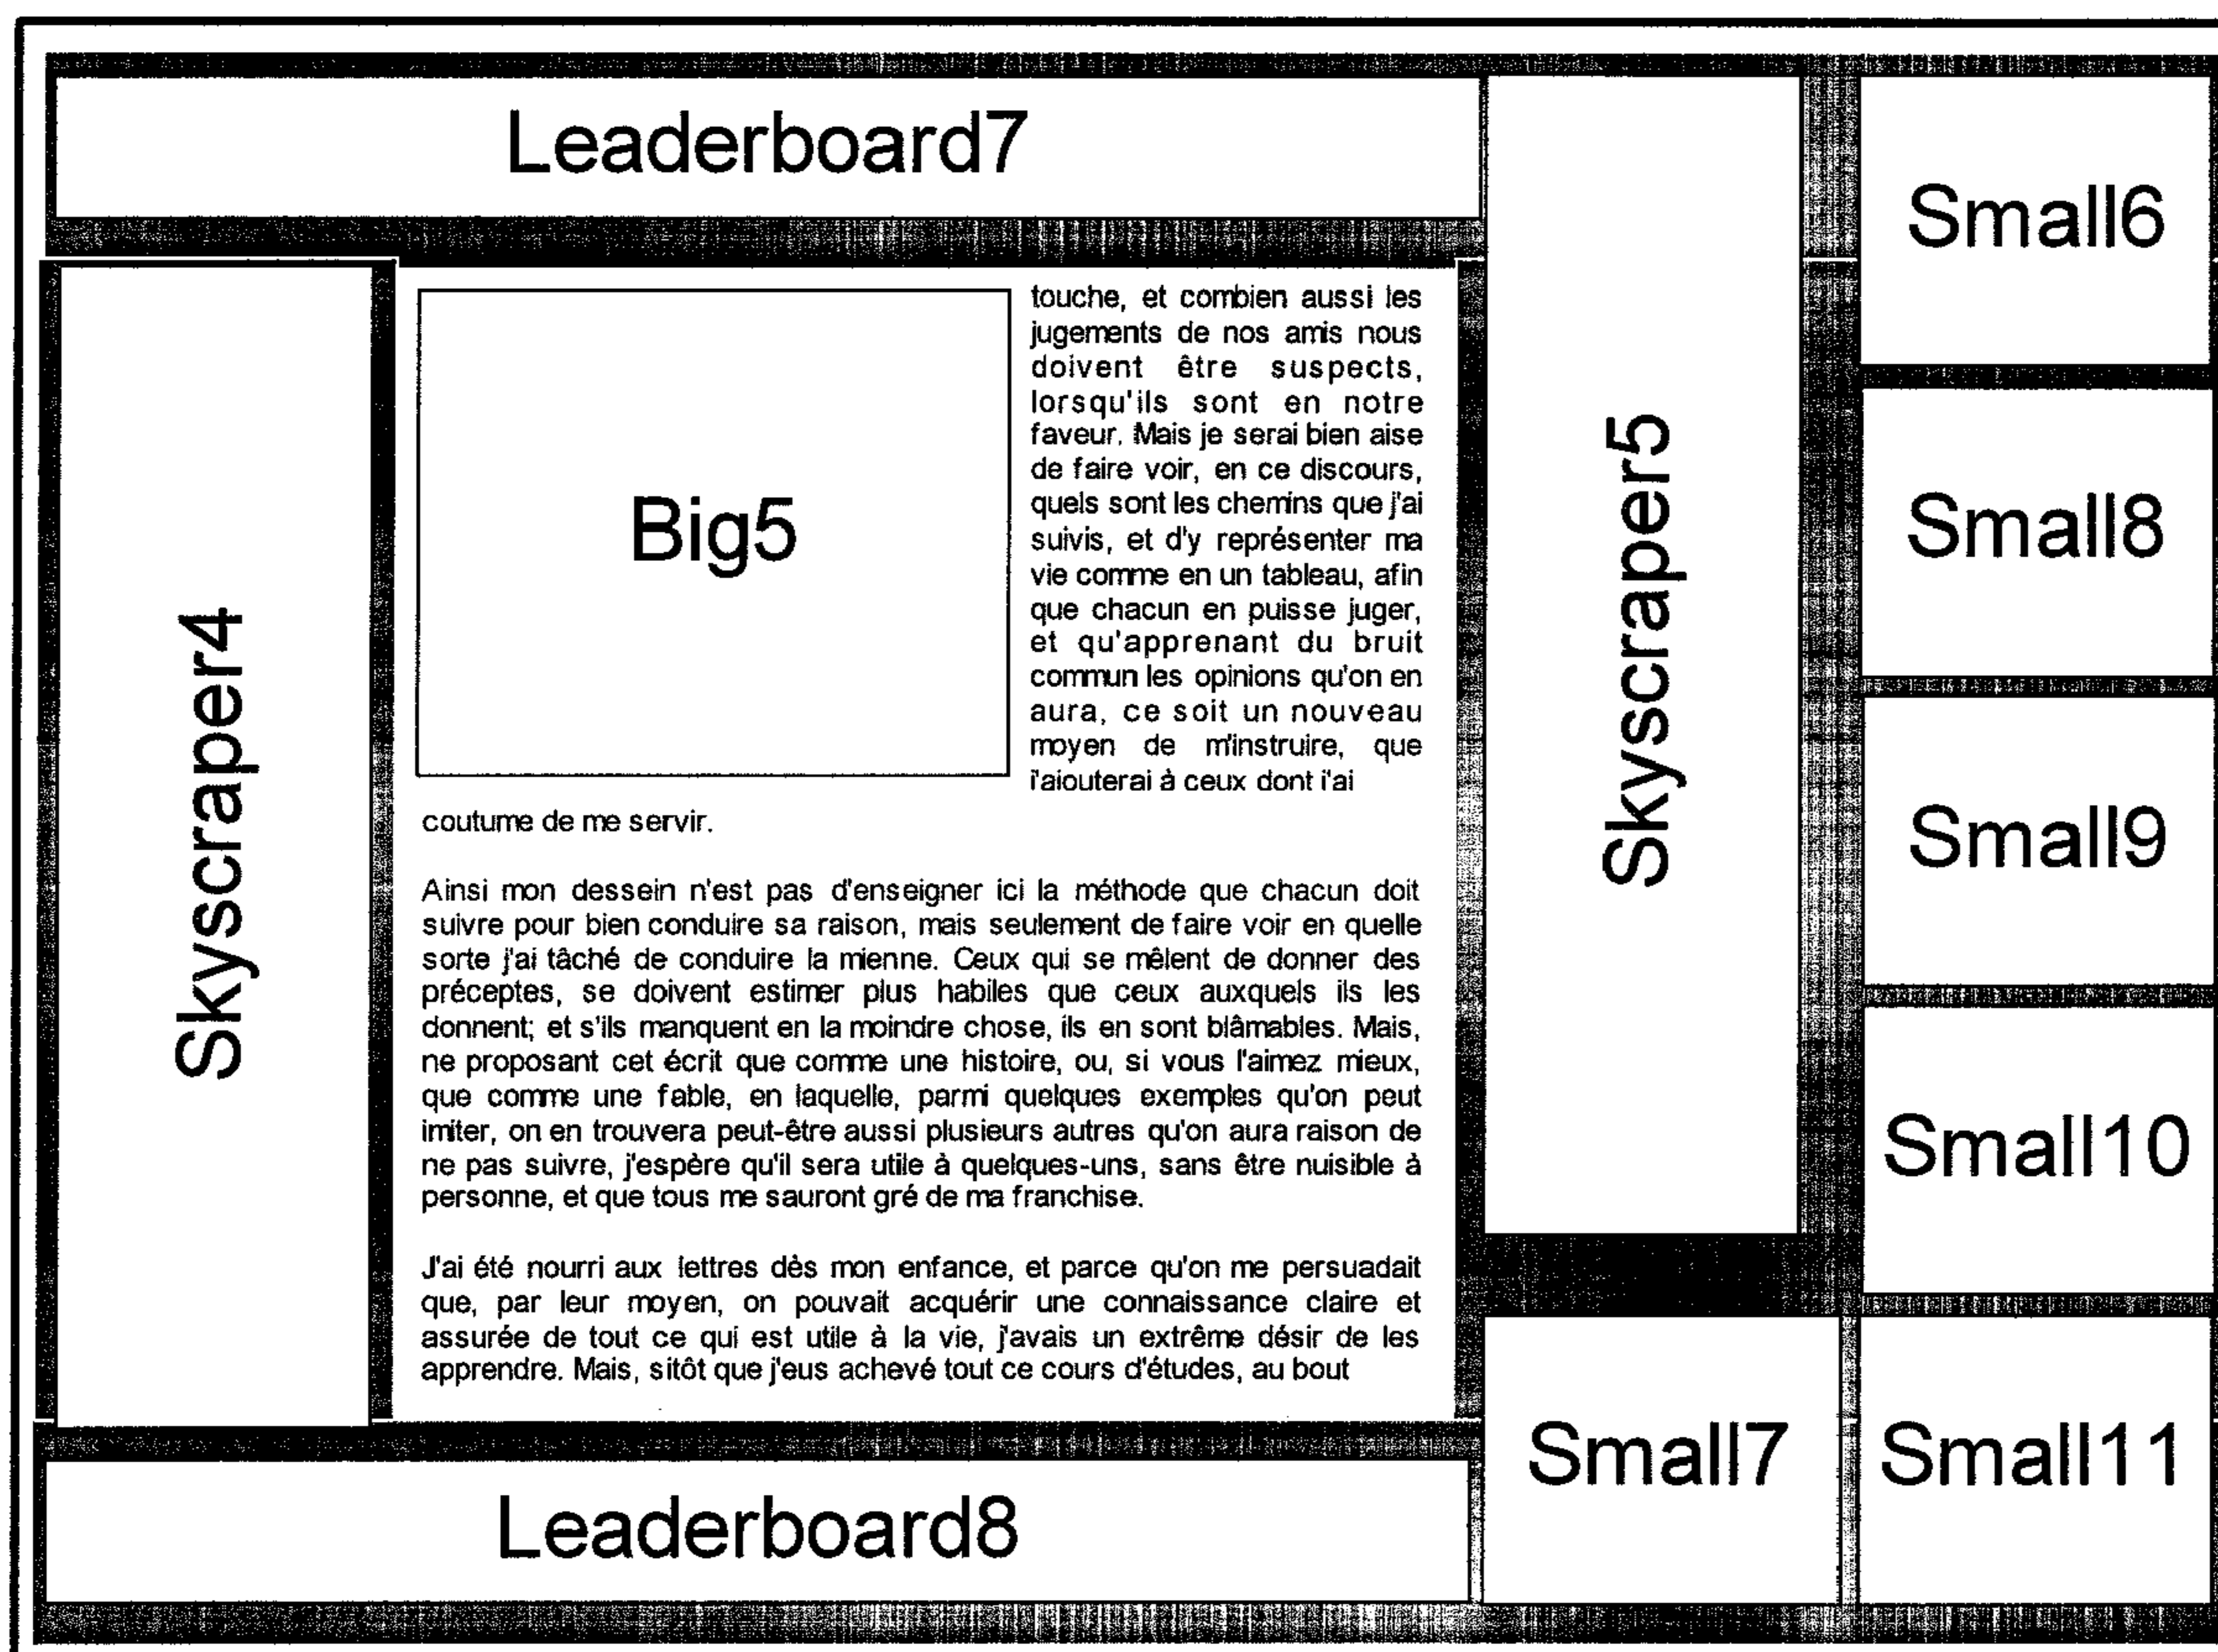 Leaderboard7
Skyscraper4
Big5
touche, et combien aussi les
jugements de nos amis nous
doivent être suspects,
lorsqu'ils sont en notre
faveur. Mais je serai bien aise
de faire voir, en ce discours,
quels sont les chemins que j'ai
suivis, et d'y représenter ma
vie comme en un tableau, afin
que chacun en puisse juger,
et qu'apprenant du bruit
commun les opinions qu'on en
aura, ce soit un nouveau
moyen de m'instruire, que
j'ajouterai à ceux dont j'ai
coutume de me servir.
Ainsi mon dessein n'est pas d'enseigner ici la méthode que chacun doit
suivre pour bien conduire sa raison, mais seulement de faire voir en quelle
sorte j'ai tâché de conduire la mienne. Ceux qui se mêlent de donner des
préceptes, se doivent estimer plus habiles que ceux auxquels ils les
donnent; et s'ils manquent en la moindre chose, ils en sont blâmables. Mais,
ne proposant cet écrit que comme une histoire, ou, si vous l'aimez mieux,
que comme une fable, en laquelle, parmi quelques exemples qu'on peut
imiter, on en trouvera peut-être aussi plusieurs autres qu'on aura raison de
ne pas suivre, j'espère qu'il sera utile à quelques-uns, sans être nuisible à
personne, et que tous me sauront gré de ma franchise.
J'ai été nourri aux lettres dès mon enfance, et parce qu'on me persuadait
que, par leur moyen, on pouvait acquérir une connaissance claire et
assurée de tout ce qui est utile à la vie, j'avais un extrême désir de les
apprendre. Mais, sitôt que j'eus achevé tout ce cours d'études, au bout
Skyscraper5
Small6
Small8
Small9
Small10
Small7
Small11
Leaderboard8